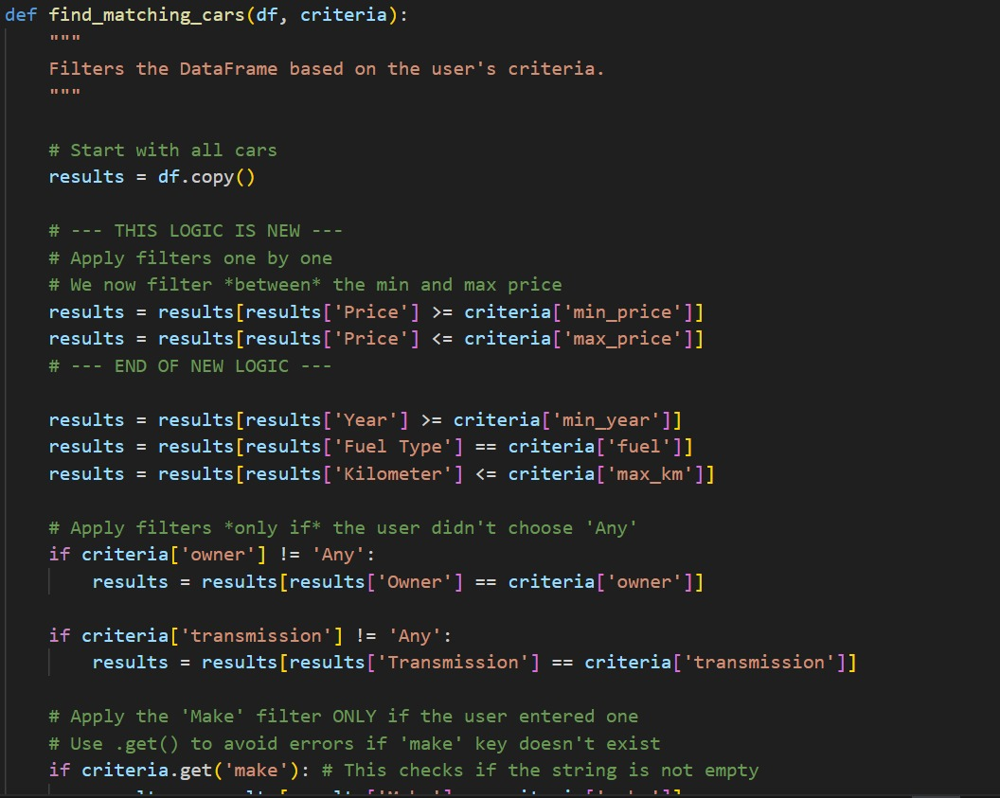 def find_matching_cars(df, criteria):
    """
    Filters the DataFrame based on the user's criteria.
    """

    # Start with all cars
    results = df.copy()

    # --- THIS LOGIC IS NEW ---
    # Apply filters one by one
    # We now filter *between* the min and max price
    results = results[results['Price'] >= criteria['min_price']]
    results = results[results['Price'] <= criteria['max_price']]
    # --- END OF NEW LOGIC ---

    results = results[results['Year'] >= criteria['min_year']]
    results = results[results['Fuel Type'] == criteria['fuel']]
    results = results[results['Kilometer'] <= criteria['max_km']]

    # Apply filters *only if* the user didn't choose 'Any'
    if criteria['owner'] != 'Any':
        results = results[results['Owner'] == criteria['owner']]

    if criteria['transmission'] != 'Any':
        results = results[results['Transmission'] == criteria['transmission']]

    # Apply the 'Make' filter ONLY if the user entered one
    # Use .get() to avoid errors if 'make' key doesn't exist
    if criteria.get('make'): # This checks if the string is not empty